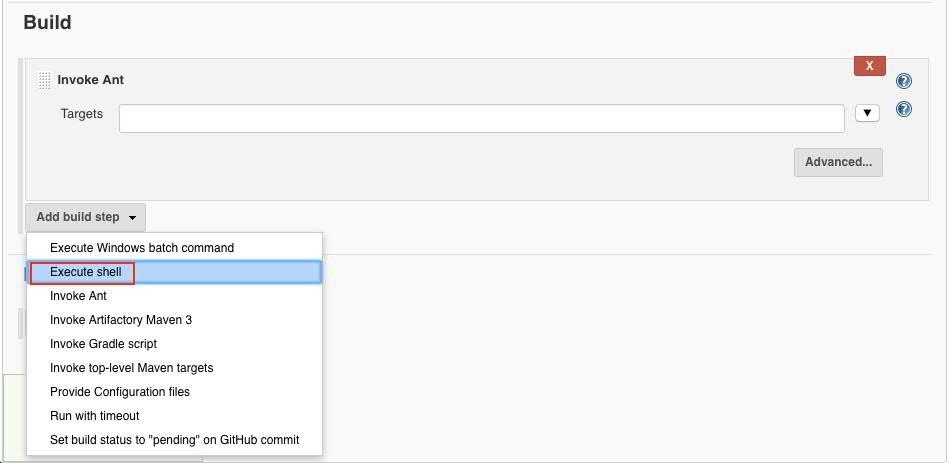 Build
Invoke Ant
X
Targets
Advanced...
Add build step
Execute Windows batch command
Execute shell
Invoke Ant
Invoke Artifactory Maven 3
Invoke Gradle script
Invoke top-level Maven targets
Provide Configuration files
Run with timeout
Set build status to "pending" on GitHub commit